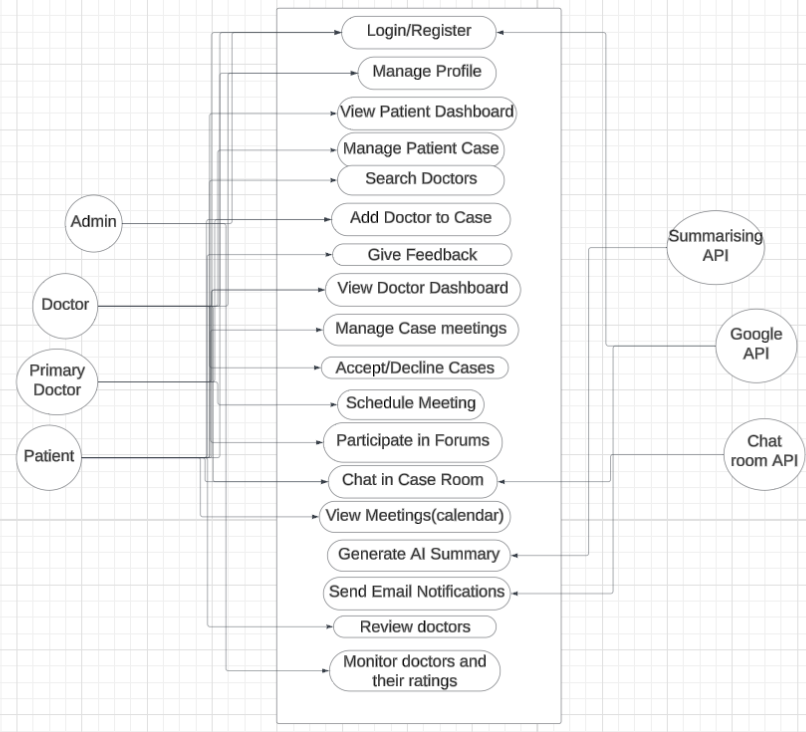 Login/Register
Manage Profile
View Patient Dashboard
Manage Patient Case
Search Doctors
Add Doctor to Case
Give Feedback
View Doctor Dashboard
Manage Case meetings
Accept/Decline Cases
Schedule Meeting
Participate in Forums
Chat in Case Room
View Meetings(calendar)
Generate AI Summary
Send Email Notifications
Review doctors
Monitor doctors and
their ratings
Admin
Doctor
Primary
Doctor
Patient
Summarising
API
Google
API
Chat
room API